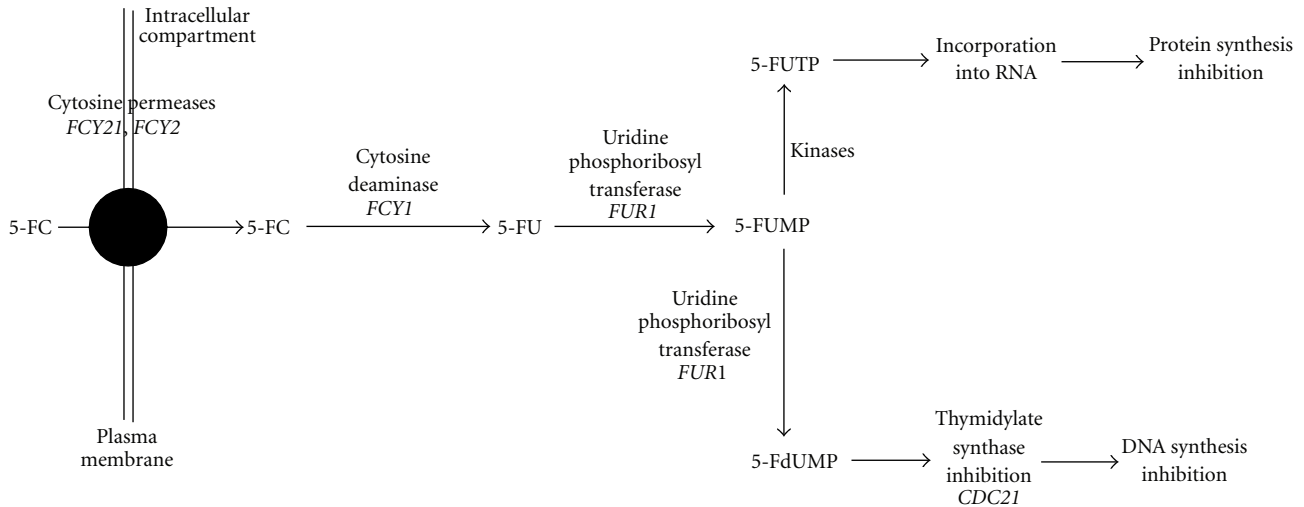 Intracellular
compartment
Cytosine permeases
FCY21, FCY2
5-FC
5-FC
Cytosine
deaminase
FCY1
5-FU
Uridine
phosphoribosyl
transferase
FUR1
5-FUMP
Kinases
5-FUTP
Incorporation
into RNA
Protein synthesis
inhibition
Uridine
phosphoribosyl
transferase
FUR1
5-FdUMP
Thymidylate
synthase
inhibition
CDC21
DNA synthesis
inhibition
Plasma
membrane